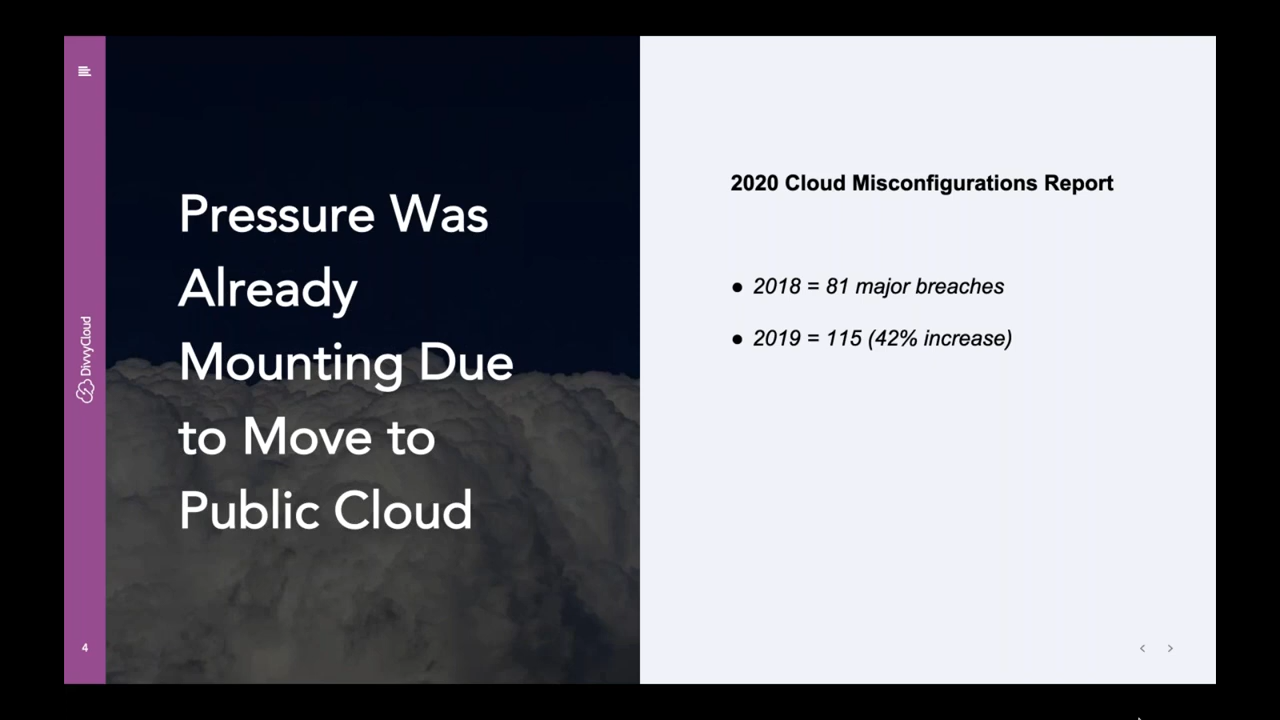 DivvyCloud
4
Pressure Was
Already
Mounting Due
to Move to
Public Cloud
2020 Cloud Misconfigurations Report
● 2018 = 81 major breaches
● 2019 = 115 (42% increase)